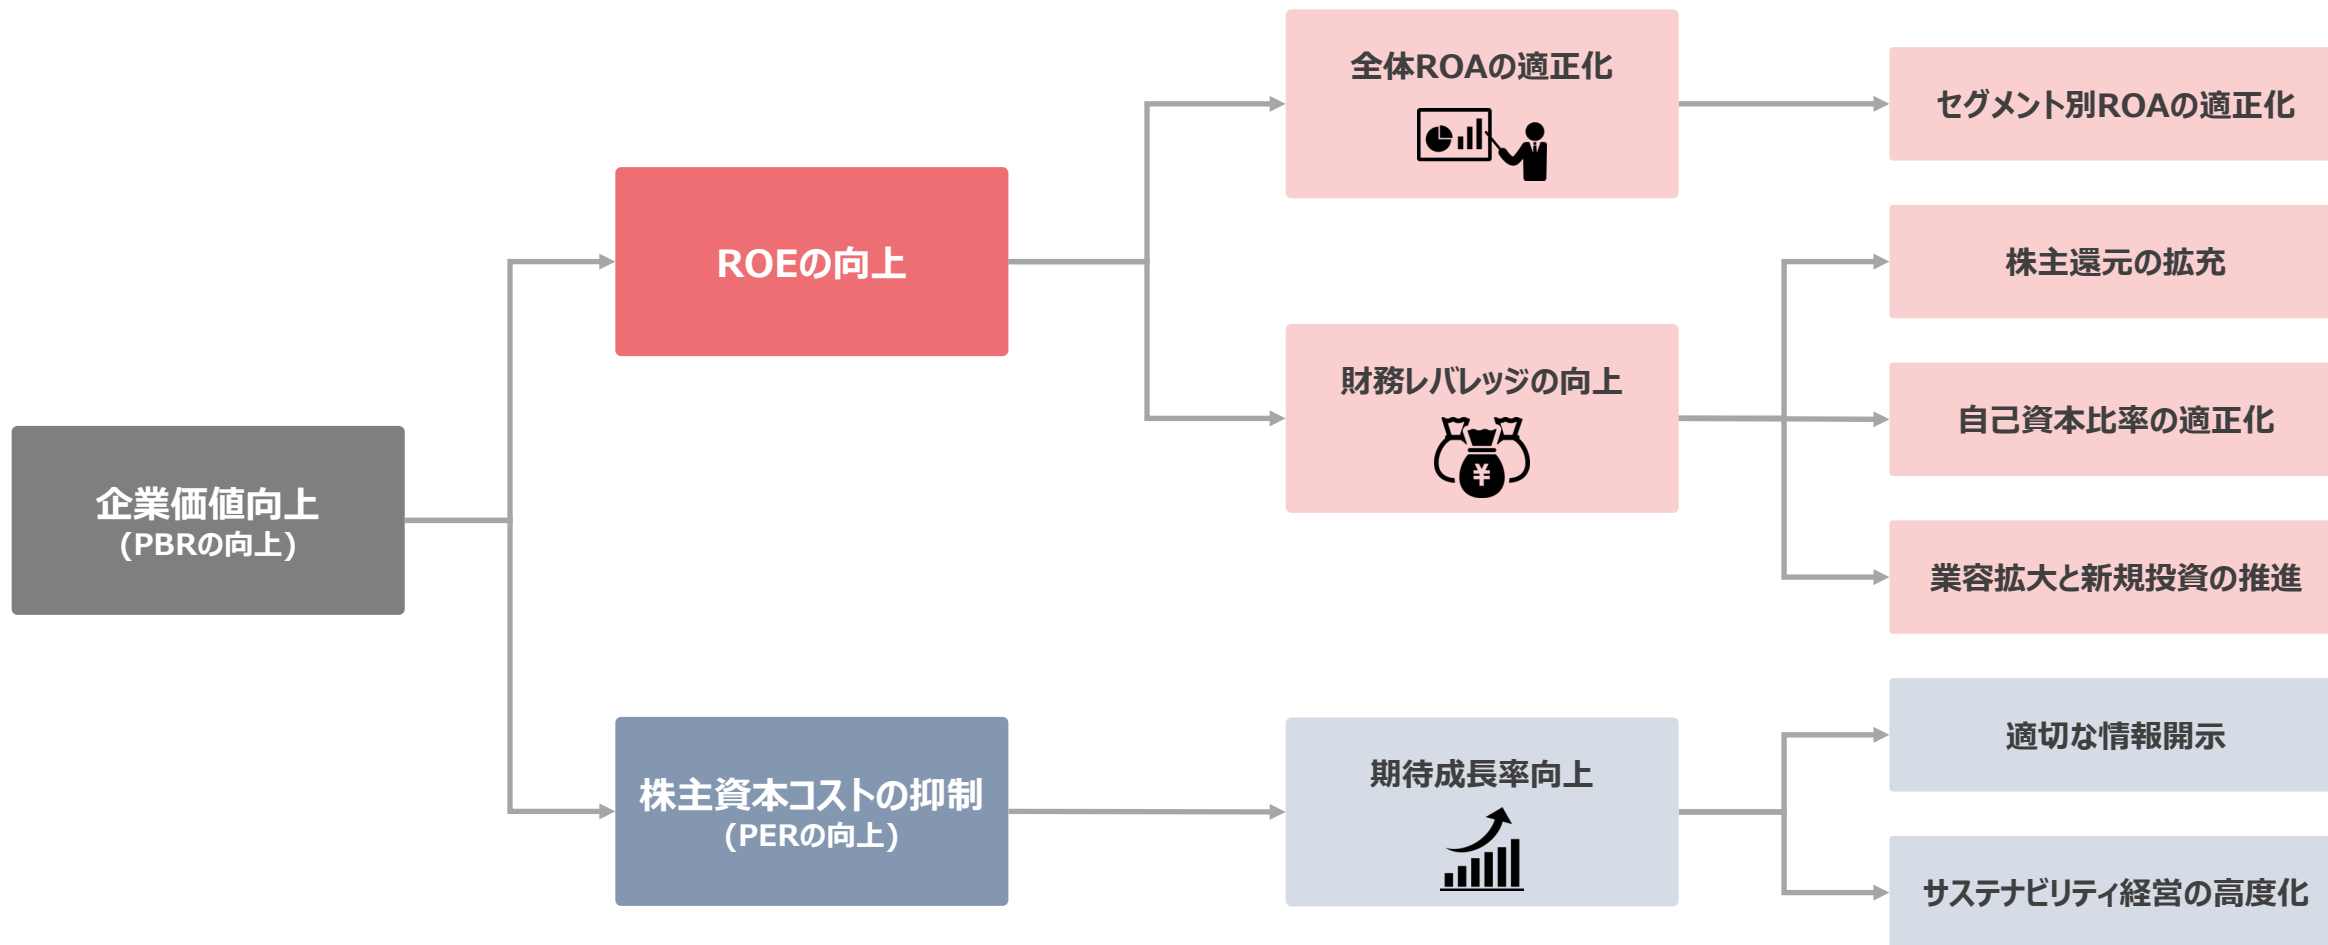 全体ROAの適正化
セグメント別ROAの適正化
ROEの向上
株主還元の拡充
財務レバレッジの向上
¥
自己資本比率の適正化
企業価値向上
(PBRの向上)
業容拡大と新規投資の推進
株主資本コストの抑制
(PERの向上)
期待成長率向上
適切な情報開示
サステナビリティ経営の高度化